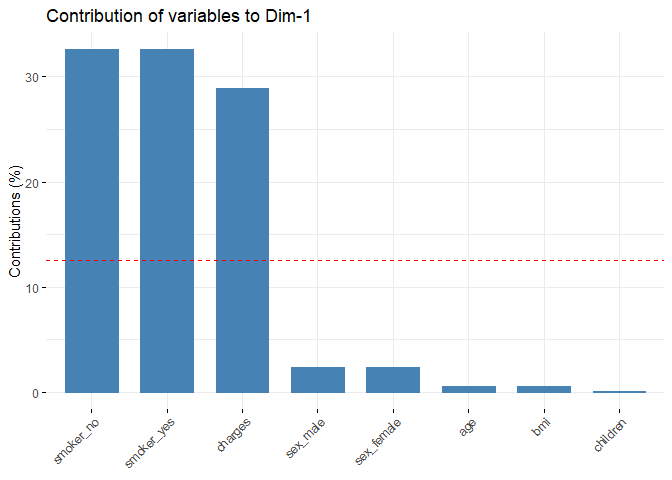 Contribution of variables to Dim-1
Contributions (%)
30
20
10
0
smoker_no
smoker_yes
charges
sex_male
sex_female
age
bmi
children